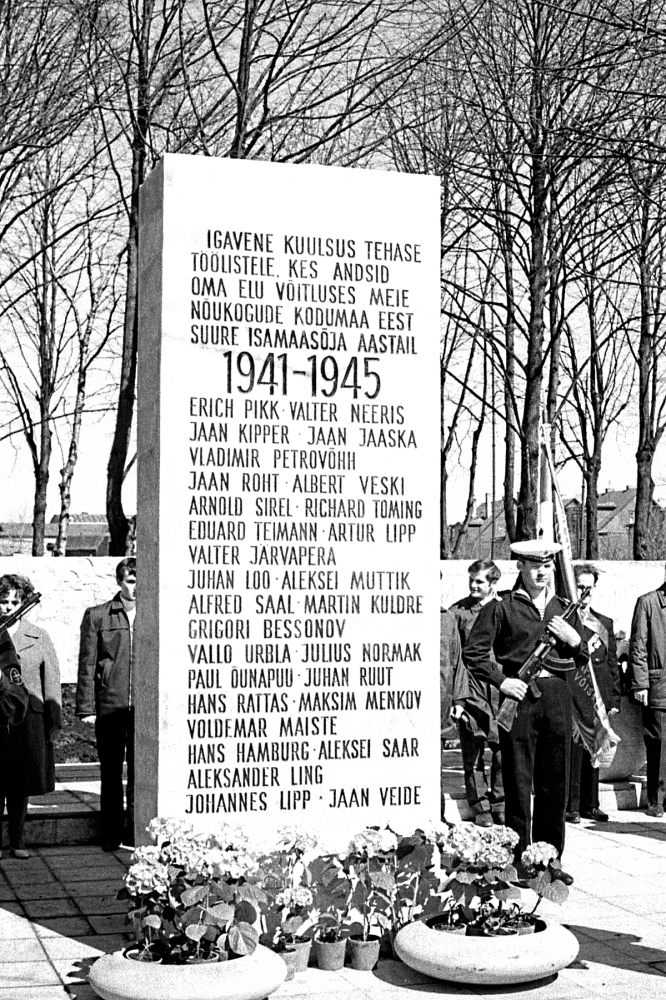 IGAVENE KUULSUS TEHASE
TÖÖLISTELE, KES ANDSID
OMA ELU VÕITLUSES MEIE
NÕUKOGUDE KODUMAA EEST
SUURE ISAMAASÕJA AASTAIL
1941-1945
ERICH PIKK · VALTER NEERIS
JAAN KIPPER · JAAN JAASKA
VLADIMIR PETROVÕHH
JAAN ROHT · ALBERT VESKI
ARNOLD SIREL · RICHARD TOMING
EDUARD TEIMANN · ARTUR LIPP
VALTER JÄRVAPERA
JUHAN LOO · ALEKSEI MUTTIK
ALFRED SAAL · MARTIN KULDRE
GRIGORI BESSONOV
VALLO URBLA · JULIUS NORMAK
PAUL ÕUNAPUU · JUHAN RUUT
HANS RATTAS · MAKSIM MENKOV
VOLDEMAR MAISTE
HANS HAMBURG · ALEKSEI SAAR
ALEKSANDER LING
JOHANNES LIPP · JAAN VEIDE